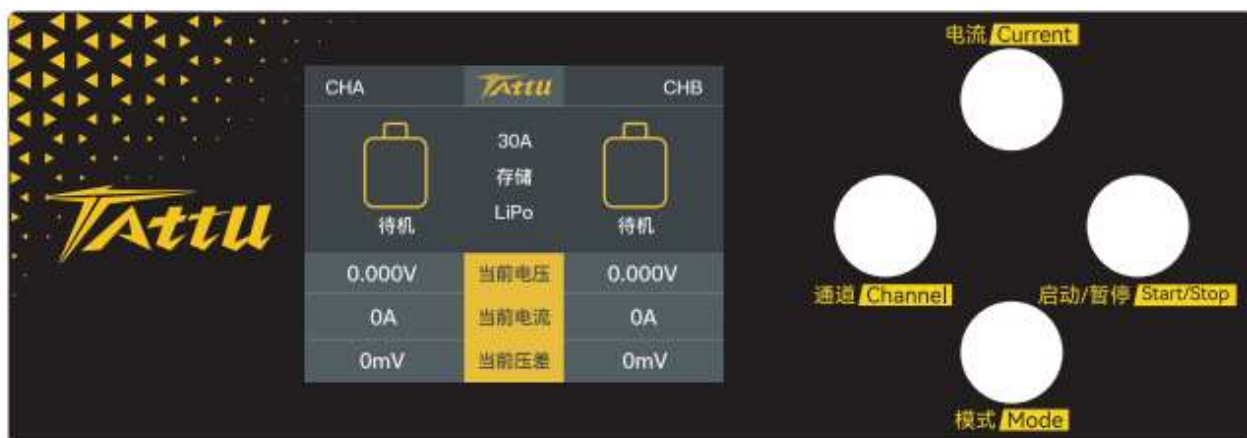 电流/Current
CHA TATTU CHB
30A
存储
LiPo
待机 待机
TATTU
0.000V 当前电压 0.000V
0A 当前电流 0A
0mV 当前压差 0mV
通道/Channel
启动/暂停/Start/Stop
模式/Mode